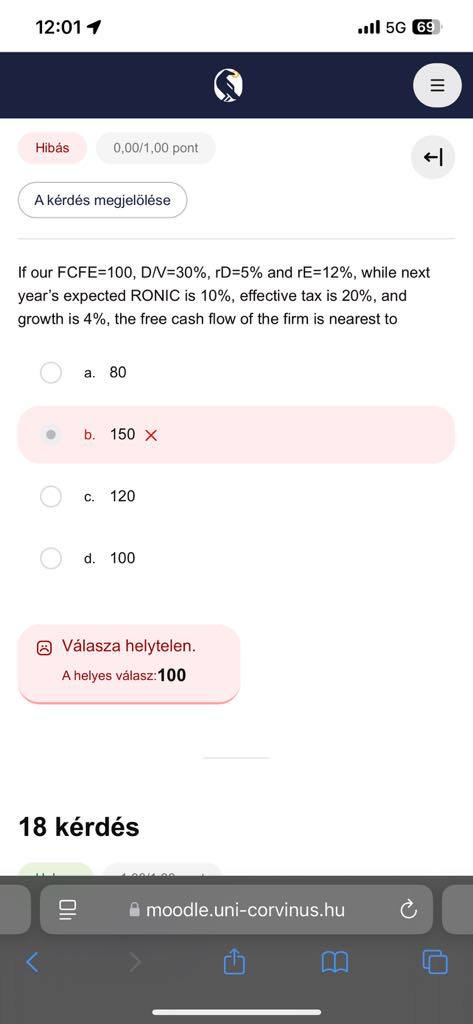 12:01
5G 69
Hibás
0,00/1,00 pont
A kérdés megjelölése
If our FCFE=100, D/V=30%, rD=5% and rE=12%, while next
year's expected RONIC is 10%, effective tax is 20%, and
growth is 4%, the free cash flow of the firm is nearest to
a. 80
b. 150
c. 120
d. 100
Válasza helytelen.
A helyes válasz:100
18 kérdés
moodle.uni-corvinus.hu